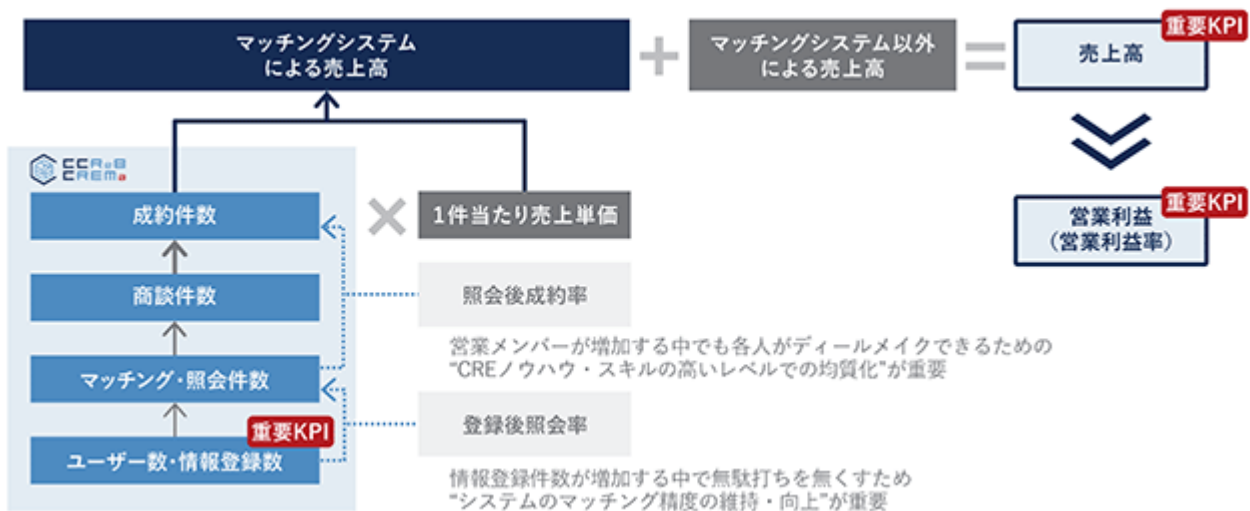 マッチングシステム
による売上高
マッチングシステム以外
による売上高
重要KPI
売上高
CCReB
CREMa
成約件数
1件当たり売上単価
重要KPI
営業利益
（営業利益率）
商談件数
照会後成約率
営業メンバーが増加する中でも各人がディールメイクできるための
“CREノウハウ・スキルの高いレベルでの均質化”が重要
マッチング・照会件数
登録後照会率
重要KPI
ユーザー数・情報登録数
情報登録件数が増加する中で無駄打ちを無くすため
“システムのマッチング精度の維持・向上”が重要